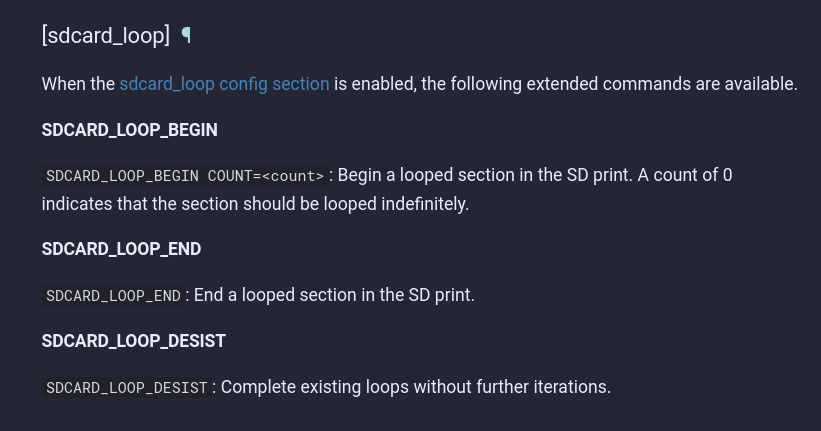 [sdcard_loop] ¶
When the sdcard_loop config section is enabled, the following extended commands are available.
SDCARD_LOOP_BEGIN
SDCARD_LOOP_BEGIN COUNT=<count> : Begin a looped section in the SD print. A count of 0
indicates that the section should be looped indefinitely.
SDCARD_LOOP_END
SDCARD_LOOP_END : End a looped section in the SD print.
SDCARD_LOOP_DESIST
SDCARD_LOOP_DESIST : Complete existing loops without further iterations.